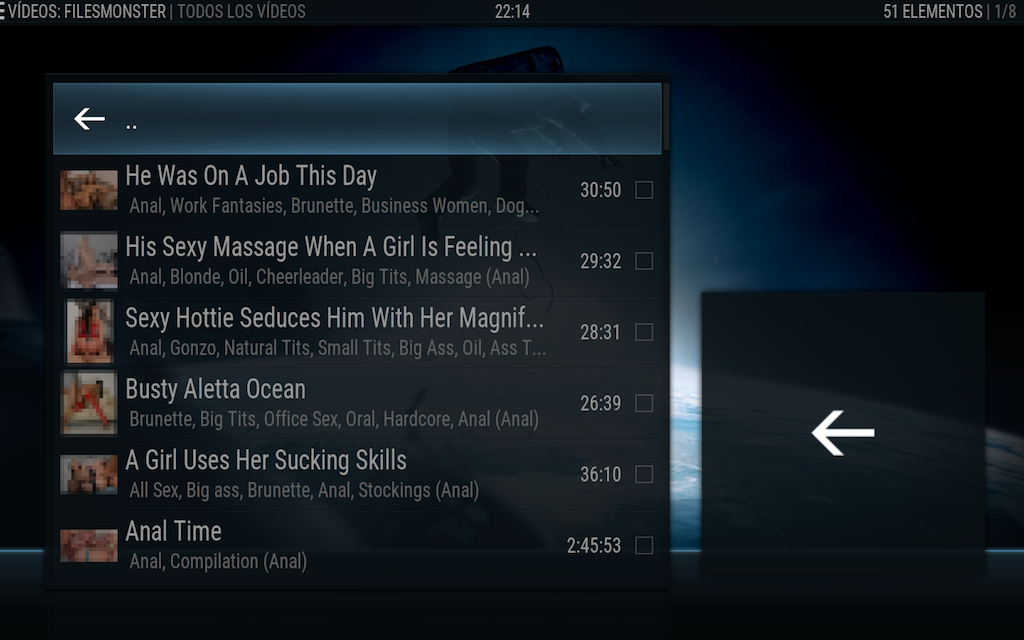 VÍDEOS: FILESMONSTER | TODOS LOS VÍDEOS
22:14
51 ELEMENTOS | 1/8
..
He Was On A Job This Day
30:50
Anal, Work Fantasies, Brunette, Business Women, Dog...
His Sexy Massage When A Girl Is Feeling ...
29:32
Anal, Blonde, Oil, Cheerleader, Big Tits, Massage (Anal)
Sexy Hottie Seduces Him With Her Magnif...
28:31
Anal, Gonzo, Natural Tits, Small Tits, Big Ass, Oil, Ass T...
Busty Aletta Ocean
26:39
Brunette, Big Tits, Office Sex, Oral, Hardcore, Anal (Anal)
A Girl Uses Her Sucking Skills
36:10
All Sex, Big ass, Brunette, Anal, Stockings (Anal)
Anal Time
2:45:53
Anal, Compilation (Anal)